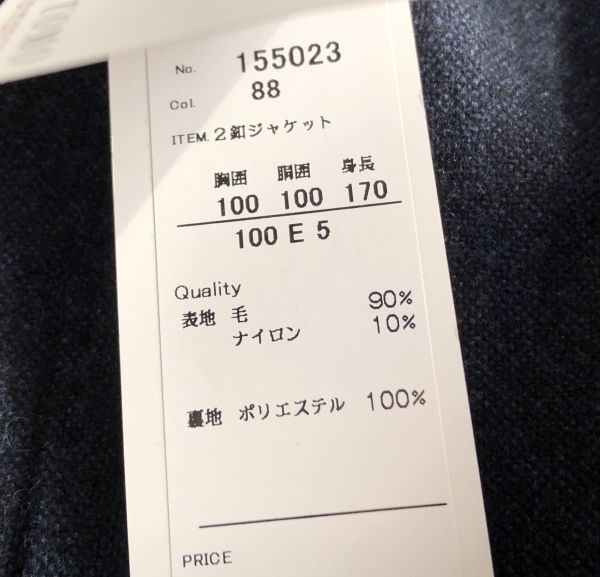 No. 155023
Col. 88
ITEM. 2釦ジャケット
胸囲 胴囲 身長
100 100 170
100 E 5
Quality
表地 毛 90%
ナイロン 10%
裏地 ポリエステル 100%
PRICE